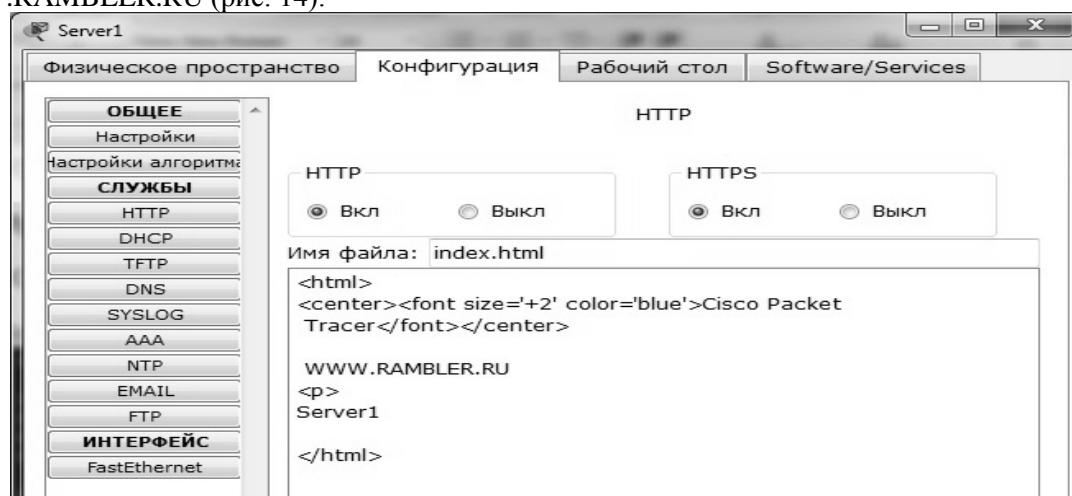 .RAMBLER.RU (рис. 14).
Server1
Физическое пространство Конфигурация Рабочий стол Software/Services
ОБЩЕЕ
Настройки
Настройки алгоритма
СЛУЖБЫ
HTTP
DHCP
TFTP
DNS
SYSLOG
AAA
NTP
EMAIL
FTP
ИНТЕРФЕЙС
FastEthernet
HTTP
HTTP
Вкл Выкл
HTTPS
Вкл Выкл
Имя файла: index.html
<html>
<center><font size='+2' color='blue'>Cisco Packet
Tracer</font></center>
WWW.RAMBLER.RU
<p>
Server1
</html>